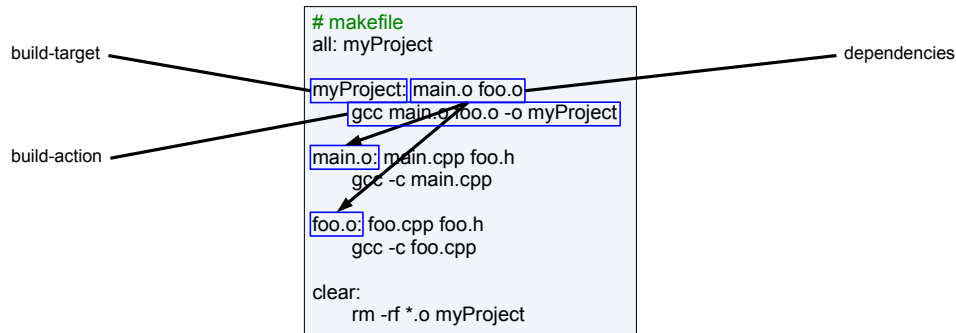 # makefile
all: myProject
build-target
dependencies
myProject: main.o foo.o
gcc main.o foo.o -o myProject
build-action
main.o: main.cpp foo.h
gcc -c main.cpp
foo.o: foo.cpp foo.h
gcc -c foo.cpp
clear:
rm -rf *.o myProject